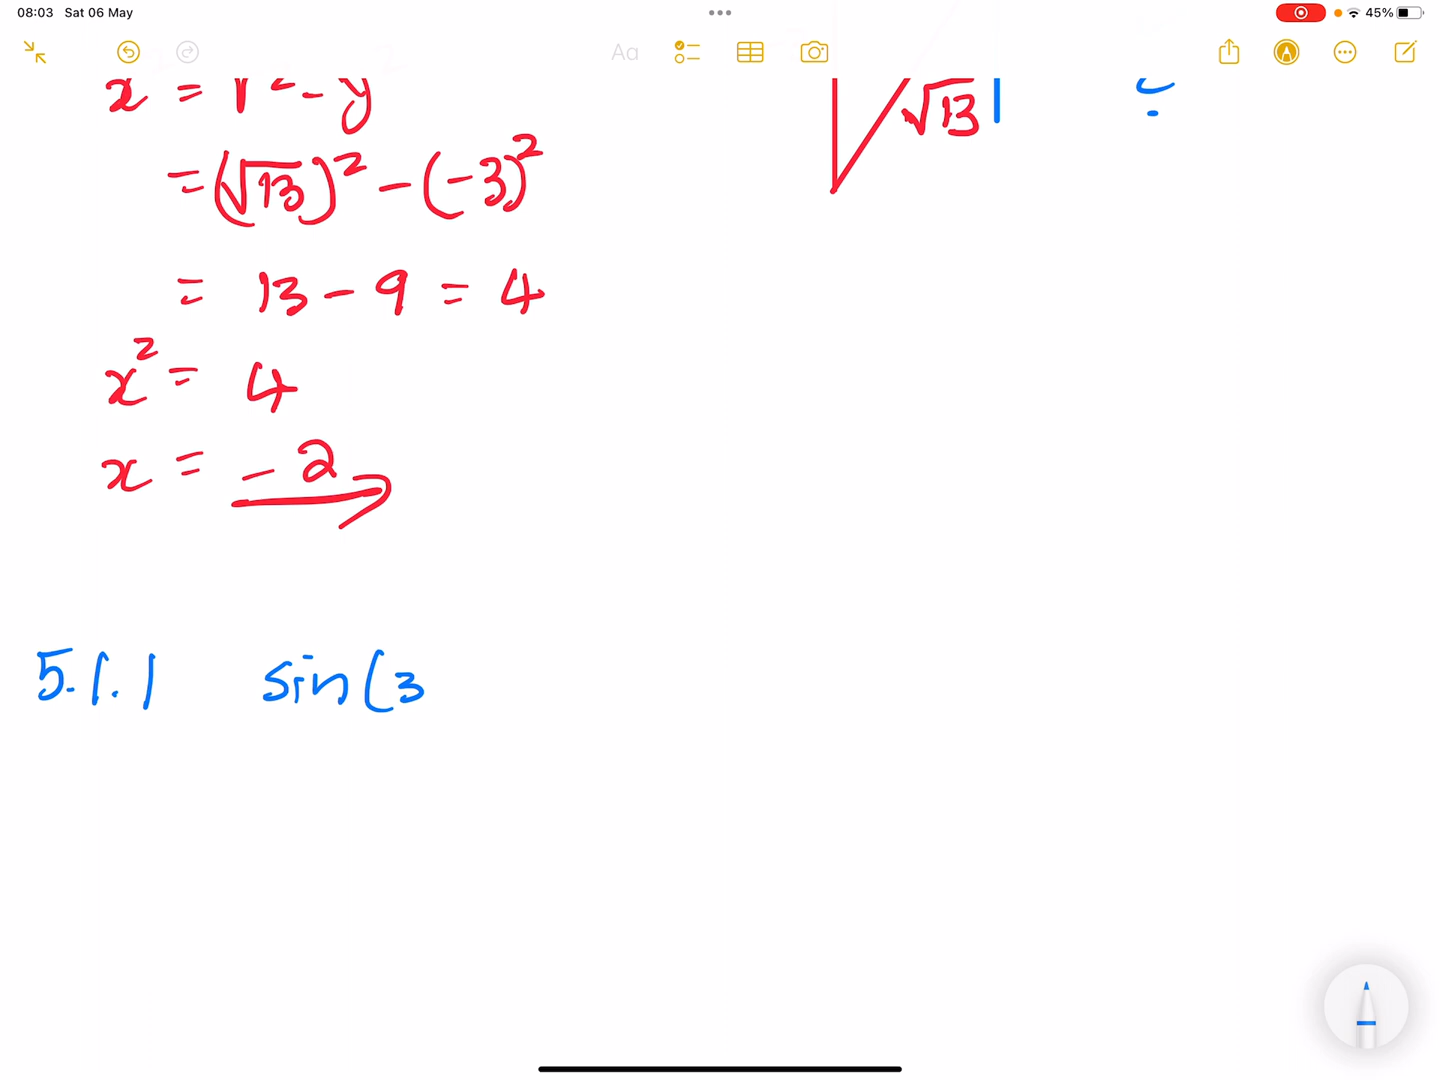 08:03 Sat 06 May
45%
Aa
x = r² - y
√13
= (√13)² - (-3)²
= 13 - 9 = 4
x² = 4
x = -2
5.1.1 sin(3